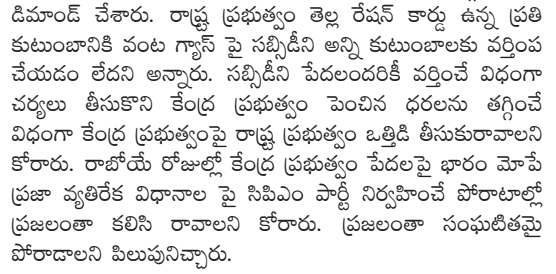 డిమాండ్ చేశారు. రాష్ట్ర ప్రభుత్వం తెల్ల రేషన్ కార్డు ఉన్న ప్రతి
కుటుంబానికి వంట గ్యాస్ పై సబ్సిడీని అన్ని కుటుంబాలకు వర్తింప
చేయడం లేదని అన్నారు. సబ్సిడీని పేదలందరికీ వర్తించే విధంగా
చర్యలు తీసుకొని కేంద్ర ప్రభుత్వం పెంచిన ధరలను తగ్గించే
విధంగా కేంద్ర ప్రభుత్వంపై రాష్ట్ర ప్రభుత్వం ఒత్తిడి తీసుకురావాలని
కోరారు. రాబోయే రోజుల్లో కేంద్ర ప్రభుత్వం పేదలపై భారం మోపే
ప్రజా వ్యతిరేక విధానాల పై సిపిఎం పార్టీ నిర్వహించే పోరాటాల్లో
ప్రజలంతా కలిసి రావాలని కోరారు. ప్రజలంతా సంఘటితమై
పోరాడాలని పిలుపునిచ్చారు.